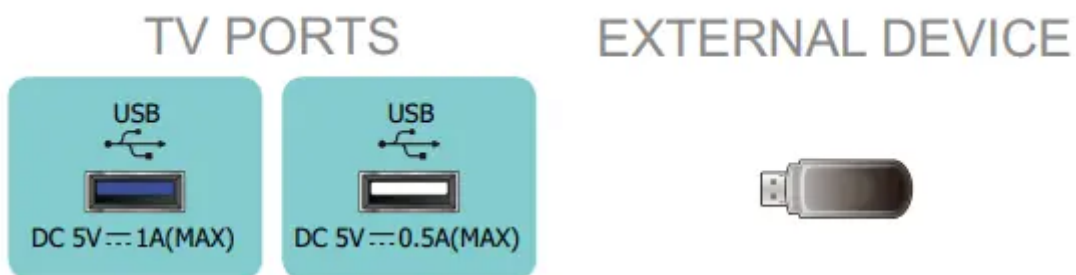 TV PORTS EXTERNAL DEVICE
USB USB
DC 5V⎓1A(MAX) DC 5V⎓0.5A(MAX)